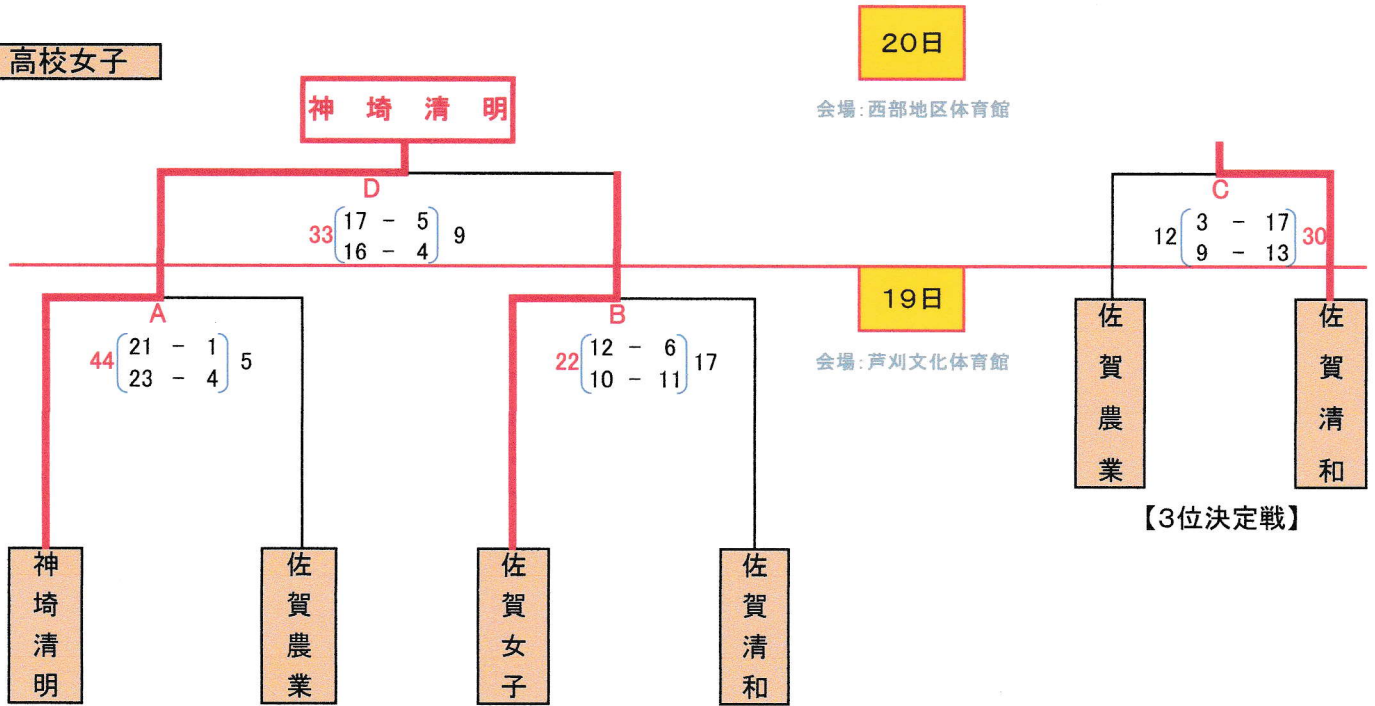 高校女子
20日
会場:西部地区体育館
神埼清明
D
33 17 - 5 9
16 - 4
C
12 3 - 17 30
9 - 13
19日
会場:芦刈文化体育館
A
44 21 - 1 5
23 - 4
B
22 12 - 6 17
10 - 11
佐賀農業
佐賀清和
【3位決定戦】
神埼清明
佐賀農業
佐賀女子
佐賀清和